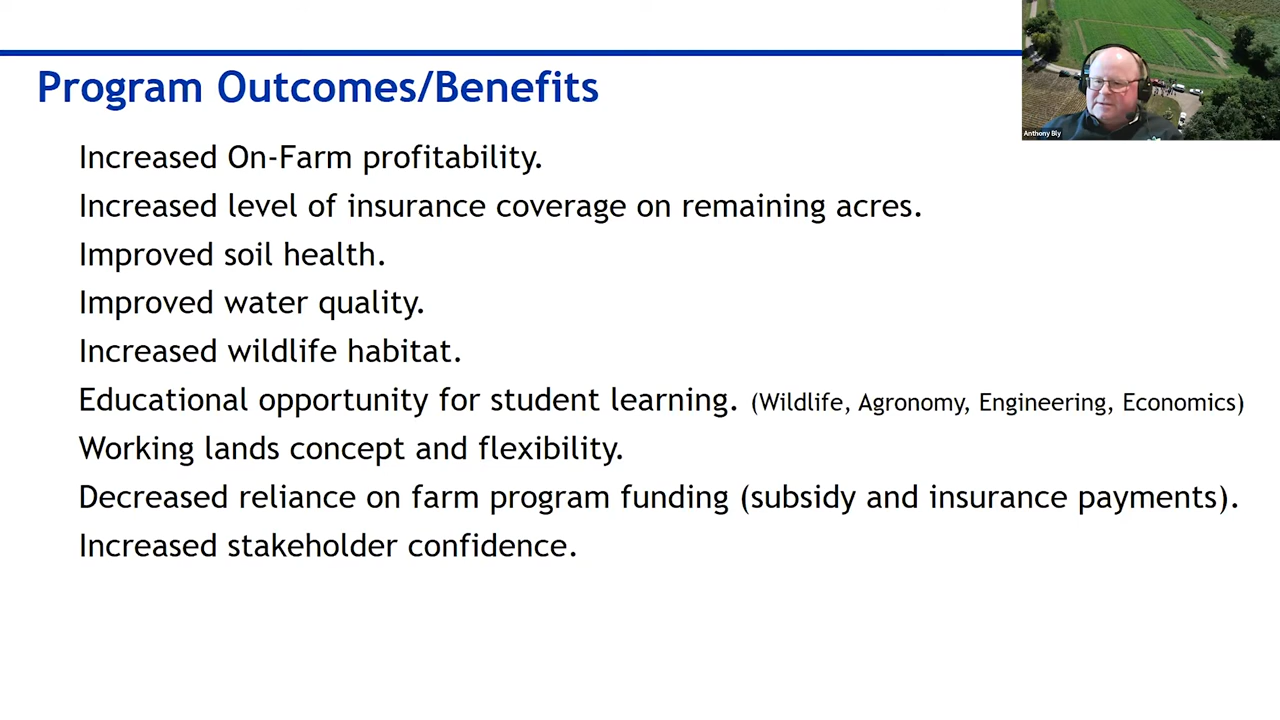 Program Outcomes/Benefits
Anthony Bly
Increased On-Farm profitability.
Increased level of insurance coverage on remaining acres.
Improved soil health.
Improved water quality.
Increased wildlife habitat.
Educational opportunity for student learning. (Wildlife, Agronomy, Engineering, Economics)
Working lands concept and flexibility.
Decreased reliance on farm program funding (subsidy and insurance payments).
Increased stakeholder confidence.